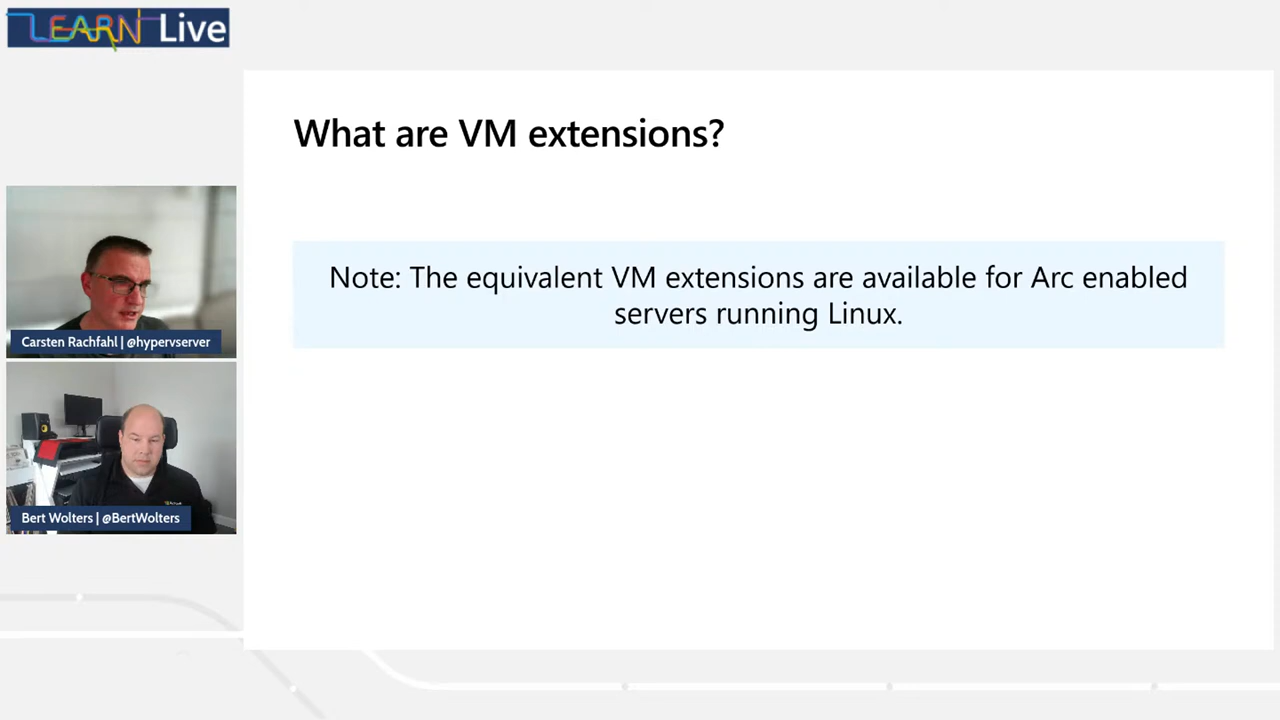 LEARN Live
What are VM extensions?
Note: The equivalent VM extensions are available for Arc enabled
servers running Linux.
Carsten Rachfahl | @hypervserver
Bert Wolters | @BertWolters